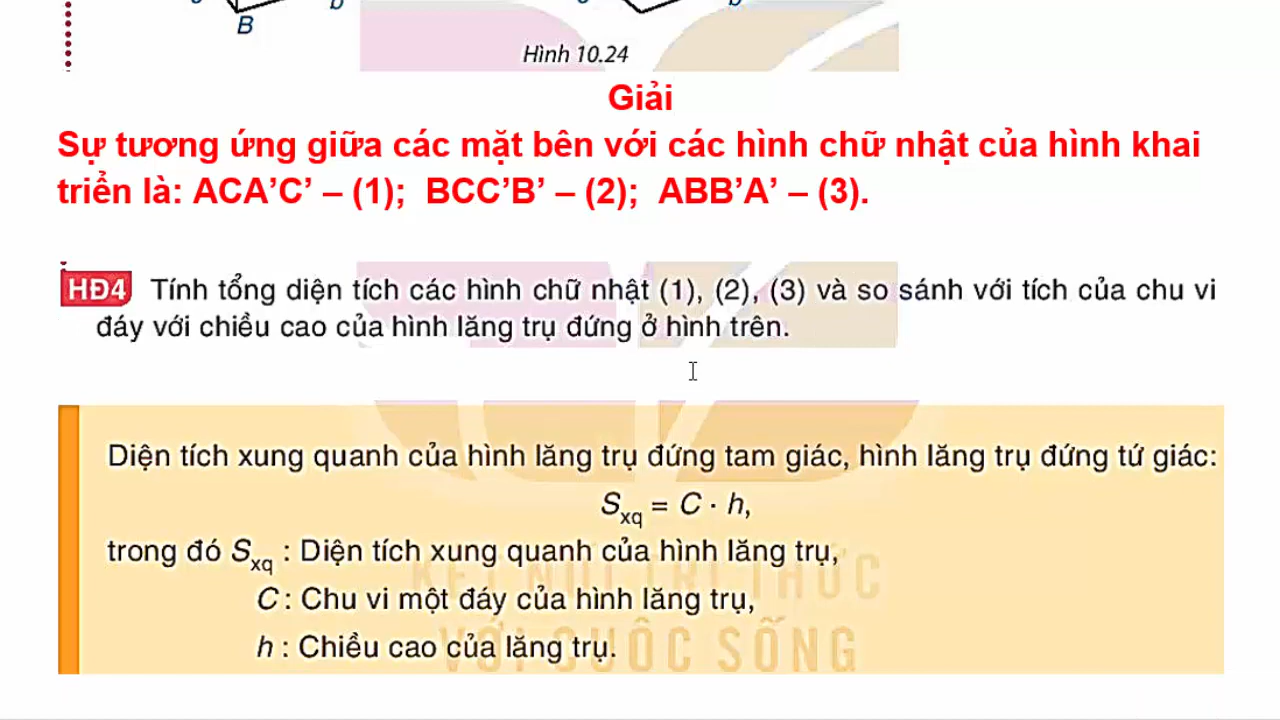 B
b
b
Hình 10.24
Giải
Sự tương ứng giữa các mặt bên với các hình chữ nhật của hình khai
triển là: ACA’C’ – (1); BCC’B’ – (2); ABB’A’ – (3).
HĐ4 Tính tổng diện tích các hình chữ nhật (1), (2), (3) và so sánh với tích của chu vi
đáy với chiều cao của hình lăng trụ đứng ở hình trên.
Diện tích xung quanh của hình lăng trụ đứng tam giác, hình lăng trụ đứng tứ giác:
Sxq = C · h,
trong đó Sxq : Diện tích xung quanh của hình lăng trụ,
C : Chu vi một đáy của hình lăng trụ,
h : Chiều cao của lăng trụ.
KẾT NỐI TRI THỨC
VỚI CUỘC SỐNG